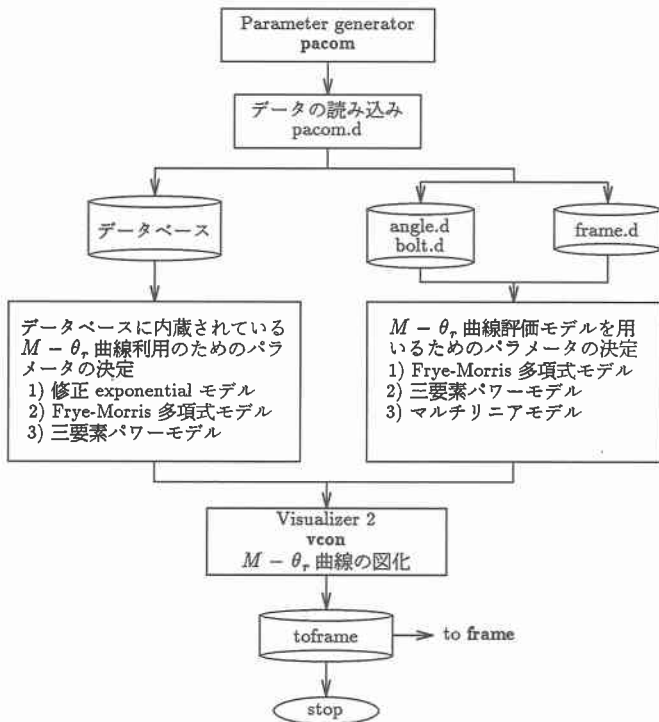 Parameter generator
pacom
データの読み込み
pacom.d
データベース
angle.d
bolt.d
frame.d
データベースに内蔵されている
M − θr 曲線利用のためのパラ
メータの決定
1) 修正 exponential モデル
2) Frye-Morris 多項式モデル
3) 三要素パワーモデル
M − θr 曲線評価モデルを用
いるためのパラメータの決定
1) Frye-Morris 多項式モデル
2) 三要素パワーモデル
3) マルチリニアモデル
Visualizer 2
vcon
M − θr 曲線の図化
toframe
to frame
stop